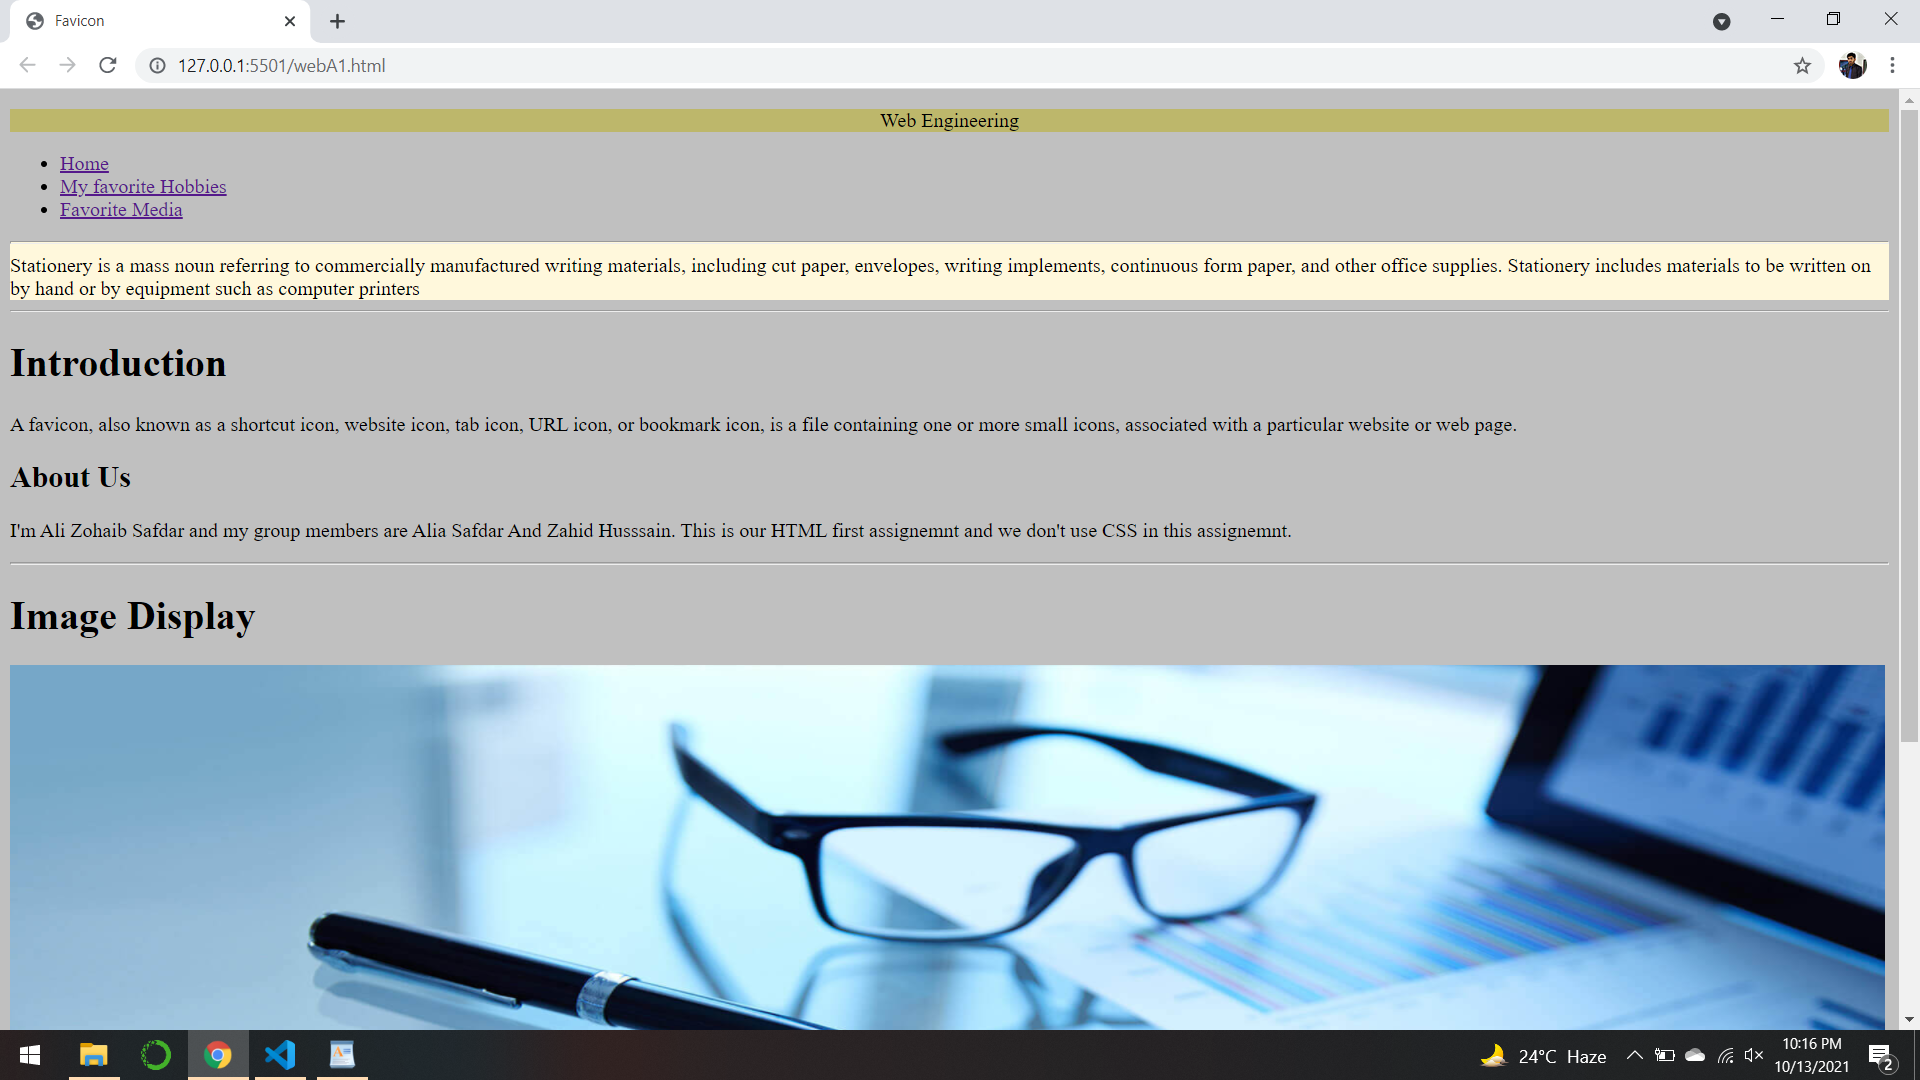 Favicon
127.0.0.1:5501/webA1.html
Web Engineering
Home
My favorite Hobbies
Favorite Media
Stationery is a mass noun referring to commercially manufactured writing materials, including cut paper, envelopes, writing implements, continuous form paper, and other office supplies. Stationery includes materials to be written on
by hand or by equipment such as computer printers
Introduction
A favicon, also known as a shortcut icon, website icon, tab icon, URL icon, or bookmark icon, is a file containing one or more small icons, associated with a particular website or web page.
About Us
I'm Ali Zohaib Safdar and my group members are Alia Safdar And Zahid Husssain. This is our HTML first assignemnt and we don't use CSS in this assignemnt.
Image Display
24°C Haze
10:16 PM
10/13/2021
2